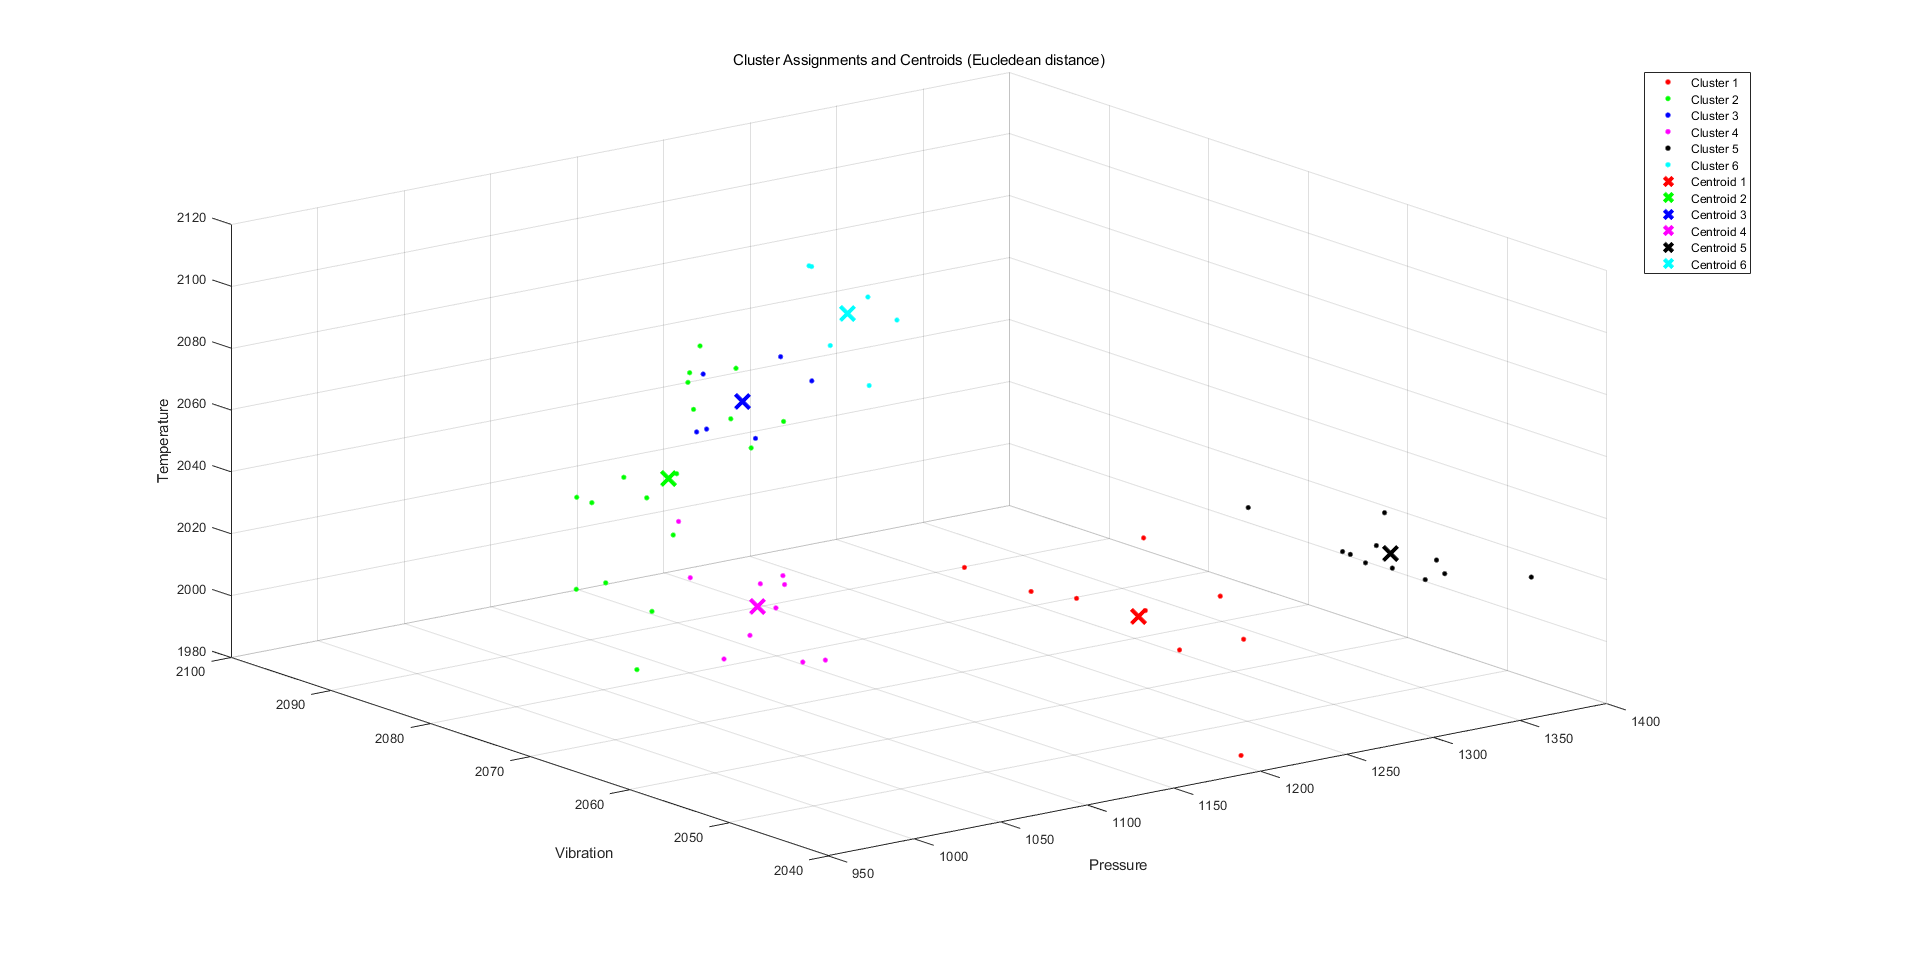 Cluster Assignments and Centroids (Eucledean distance)
Cluster 1
Cluster 2
Cluster 3
Cluster 4
Cluster 5
Cluster 6
Centroid 1
Centroid 2
Centroid 3
Centroid 4
Centroid 5
Centroid 6
Temperature
2120
2100
2080
2060
2040
2020
2000
1980
2100
2090
2080
2070
2060
2050
2040
Vibration
950
1000
1050
1100
1150
1200
1250
1300
1350
1400
Pressure